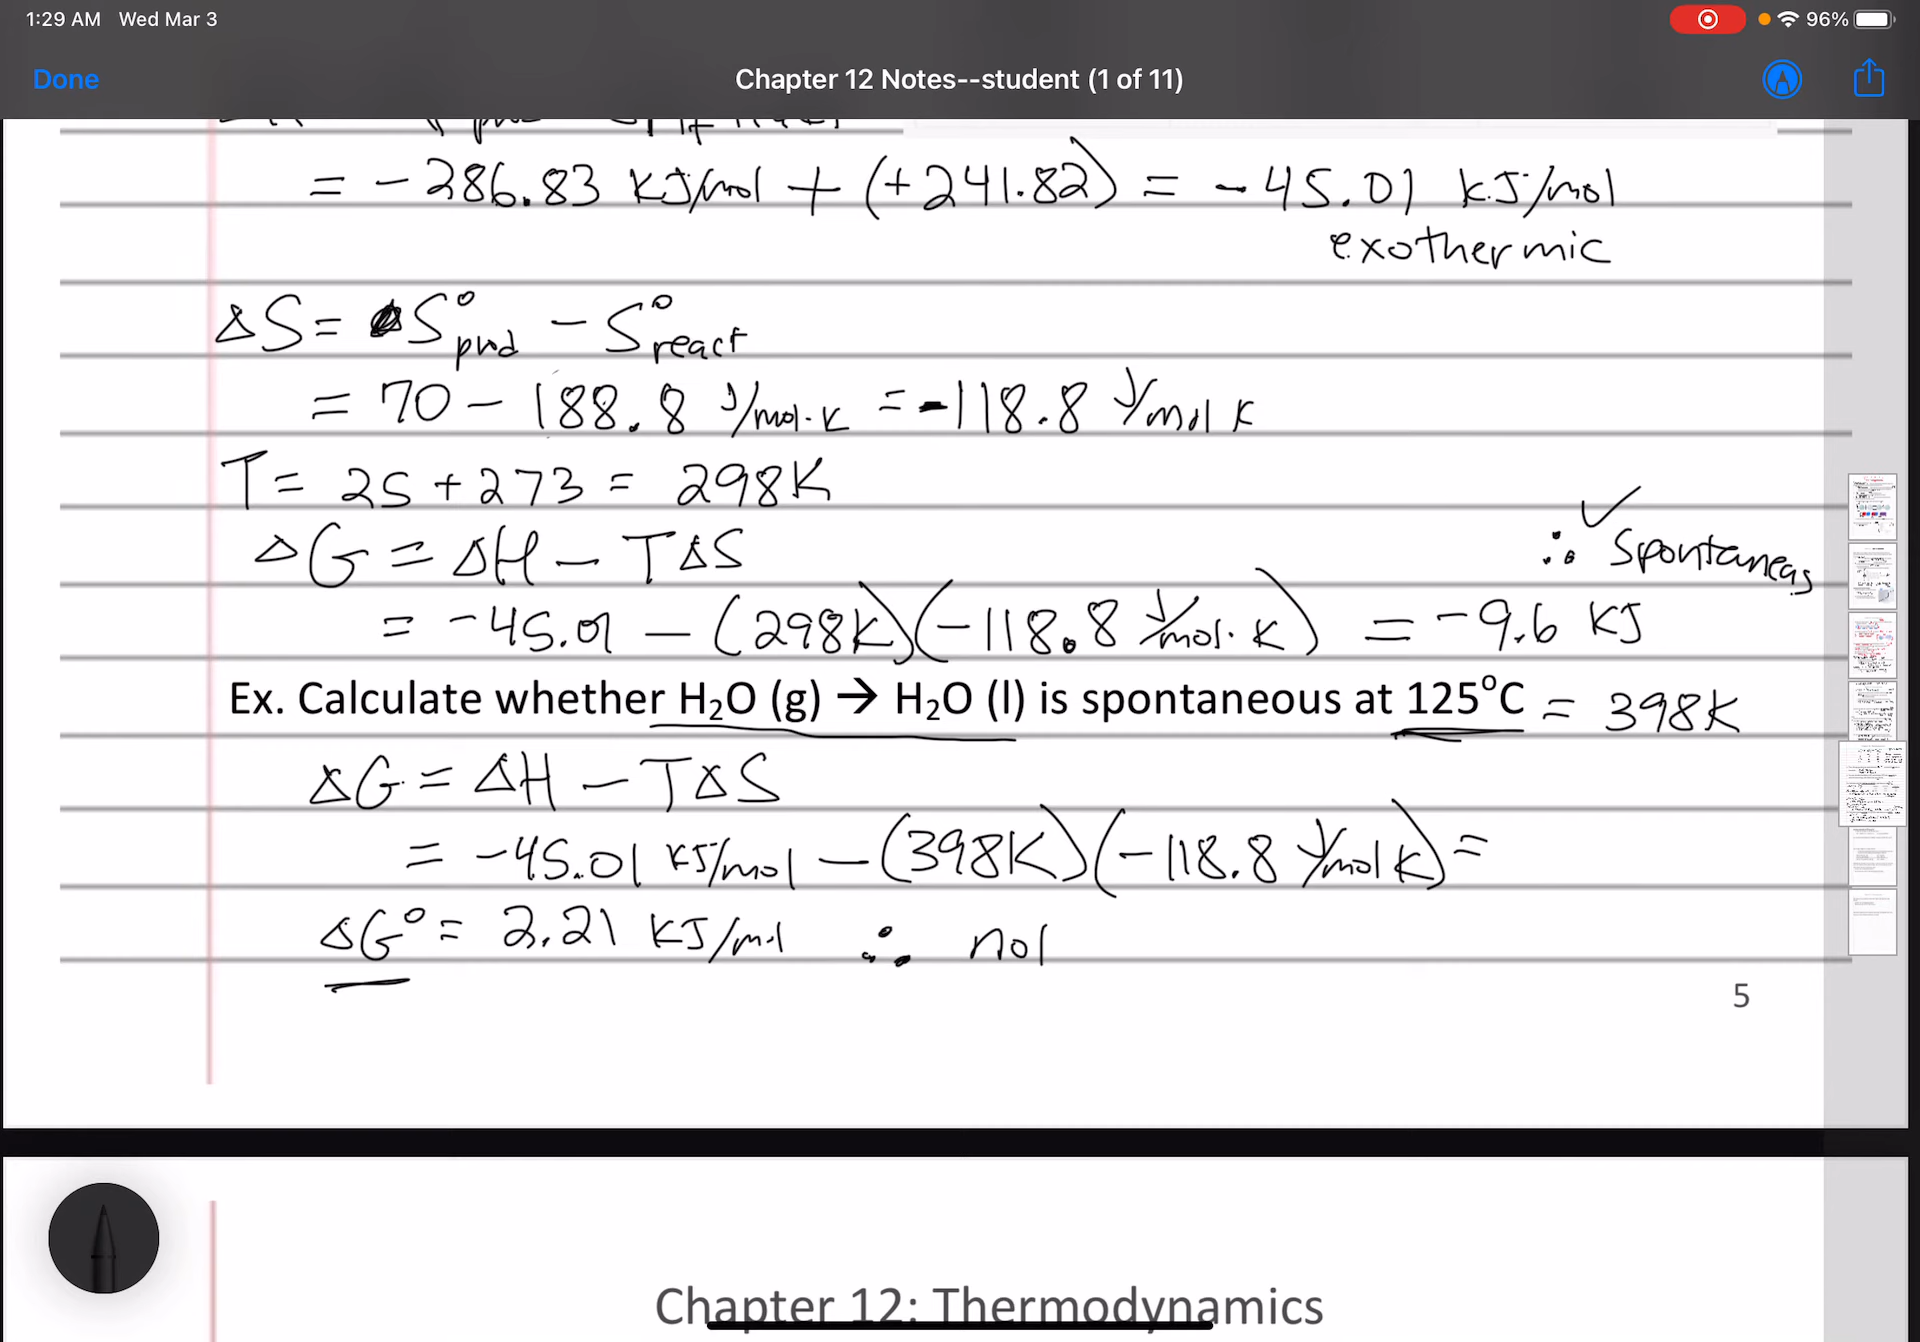 1:29 AM Wed Mar 3
96%
Done
Chapter 12 Notes--student (1 of 11)
= -286.83 KJ/mol + (+241.82) = -45.01 KJ/mol
exothermic
ΔS = S°prod - S°react
= 70 - 188.8 J/mol·K = -118.8 J/mol K
T = 25 + 273 = 298K
ΔG = ΔH - TΔS
∴ Spontaneous
= -45.01 - (298K)(-118.8 J/mol·K) = -9.6 KJ
Ex. Calculate whether H₂O (g) → H₂O (l) is spontaneous at 125°C = 398K
ΔG = ΔH - TΔS
= -45.01 KJ/mol - (398K)(-118.8 J/mol K) =
ΔG° = 2.21 KJ/mol ∴ not
5
Chapter 12: Thermodynamics